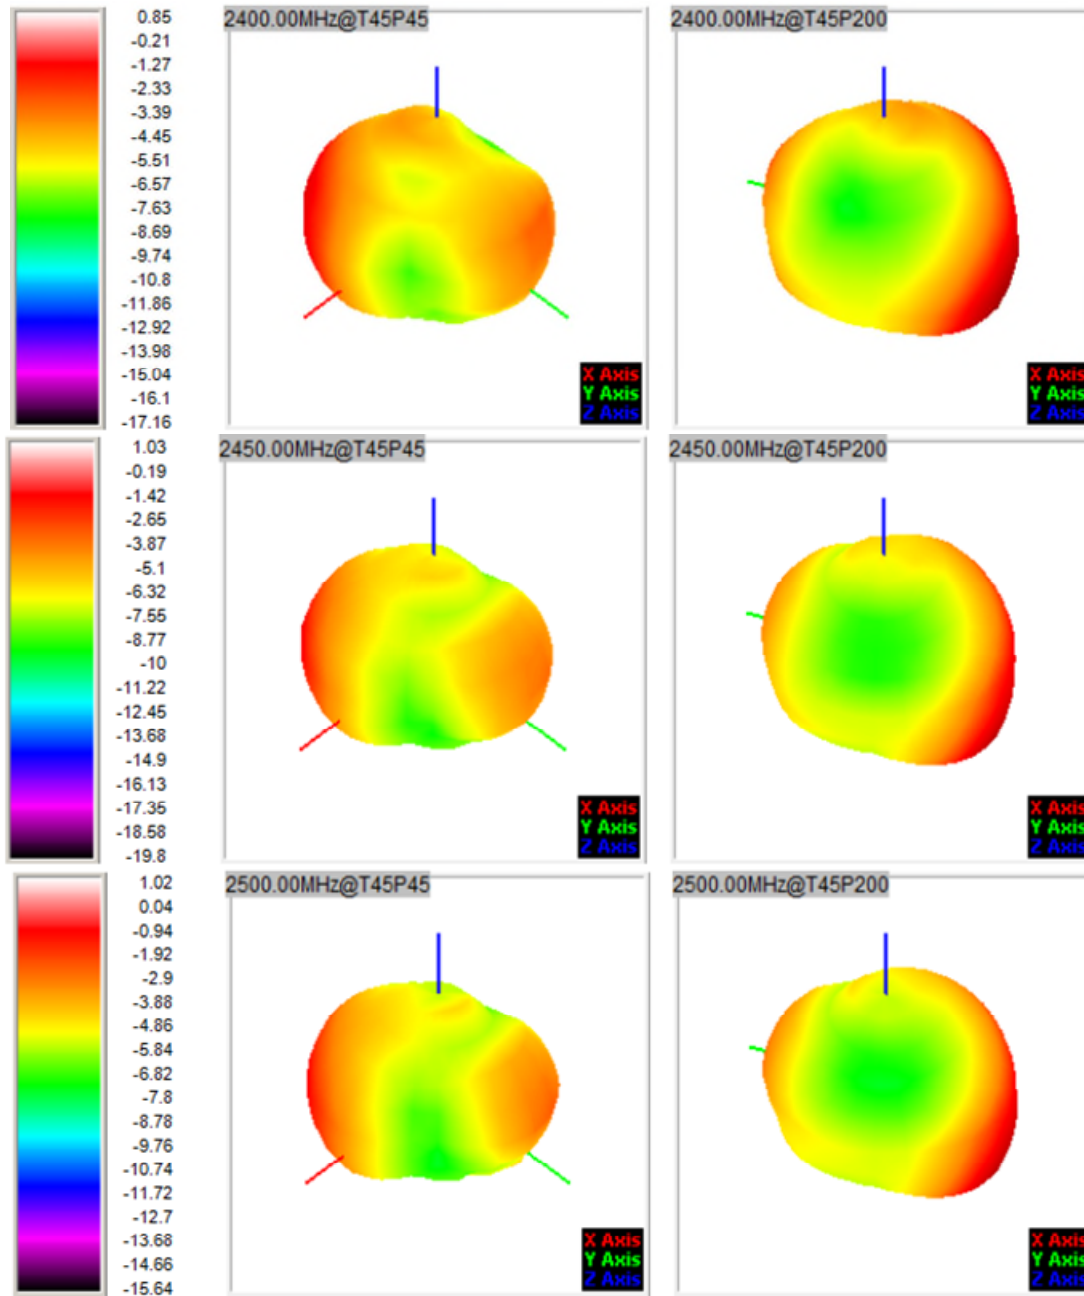 0.85
-0.21
-1.27
-2.33
-3.39
-4.45
-5.51
-6.57
-7.63
-8.69
-9.74
-10.8
-11.86
-12.92
-13.98
-15.04
-16.1
-17.16
2400.00MHz@T45P45
X Axis
Y Axis
Z Axis
2400.00MHz@T45P200
X Axis
Y Axis
Z Axis
1.03
-0.19
-1.42
-2.65
-3.87
-5.1
-6.32
-7.55
-8.77
-10
-11.22
-12.45
-13.68
-14.9
-16.13
-17.35
-18.58
-19.8
2450.00MHz@T45P45
X Axis
Y Axis
Z Axis
2450.00MHz@T45P200
X Axis
Y Axis
Z Axis
1.02
0.04
-0.94
-1.92
-2.9
-3.88
-4.86
-5.84
-6.82
-7.8
-8.78
-9.76
-10.74
-11.72
-12.7
-13.68
-14.66
-15.64
2500.00MHz@T45P45
X Axis
Y Axis
Z Axis
2500.00MHz@T45P200
X Axis
Y Axis
Z Axis